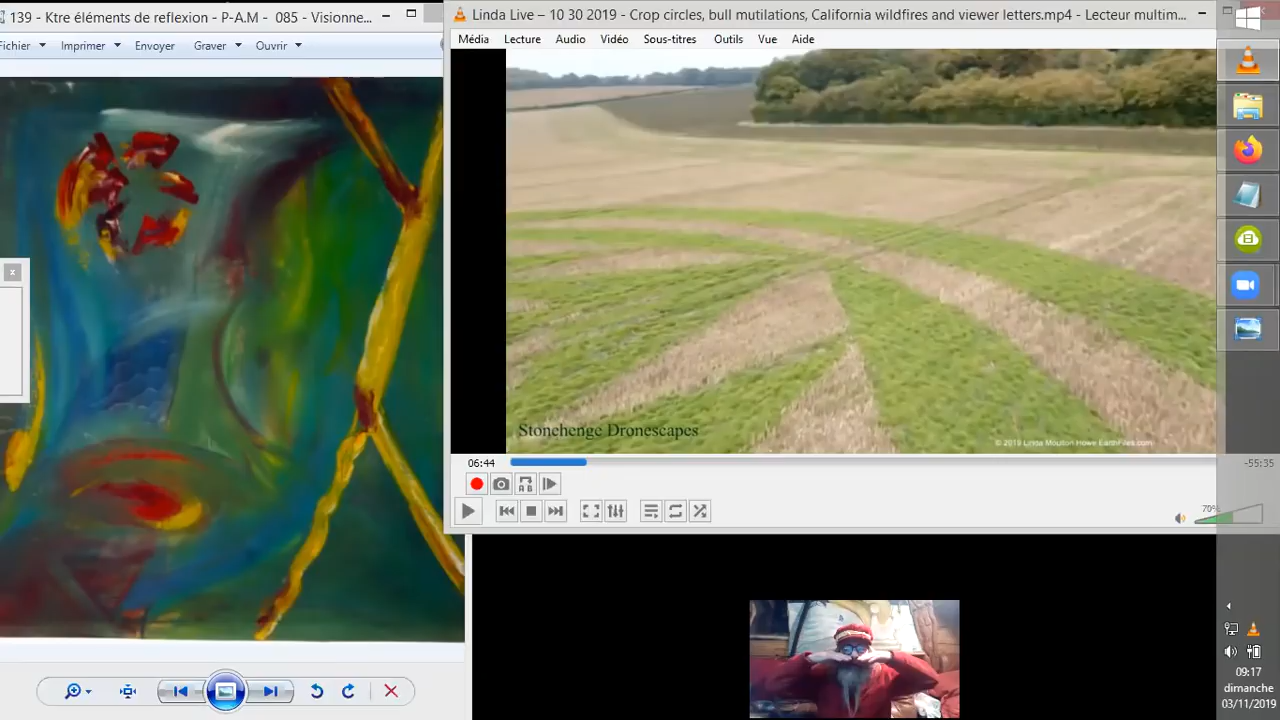 139 - Ktre éléments de reflexion - P-A.M - 085 - Visionne...
Fichier
Imprimer
Envoyer
Graver
Ouvrir
x
Linda Live – 10 30 2019 - Crop circles, bull mutilations, California wildfires and viewer letters.mp4 - Lecteur multim...
Média Lecture Audio Vidéo Sous-titres Outils Vue Aide
Stonehenge Dronescapes
© 2019 Linda Moulton Howe EarthFiles.com
06:44
-55:35
A B
70%
09:17
dimanche
03/11/2019